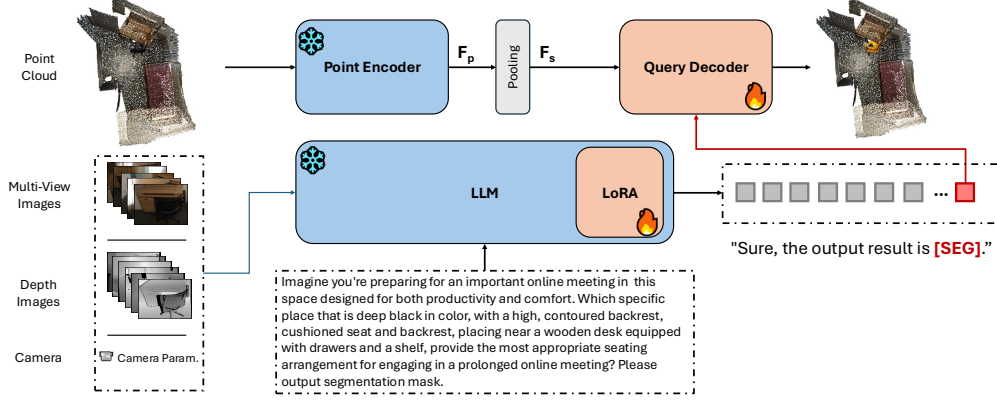 Point
Cloud
Point Encoder
Fp
Pooling
Fs
Query Decoder
Multi-View
Images
LLM
LoRA
...
"Sure, the output result is [SEG].”
Depth
Images
Imagine you're preparing for an important online meeting in this
space designed for both productivity and comfort. Which specific
place that is deep black in color, with a high, contoured backrest,
cushioned seat and backrest, placing near a wooden desk equipped
with drawers and a shelf, provide the most appropriate seating
arrangement for engaging in a prolonged online meeting? Please
output segmentation mask.
Camera
Camera Param.